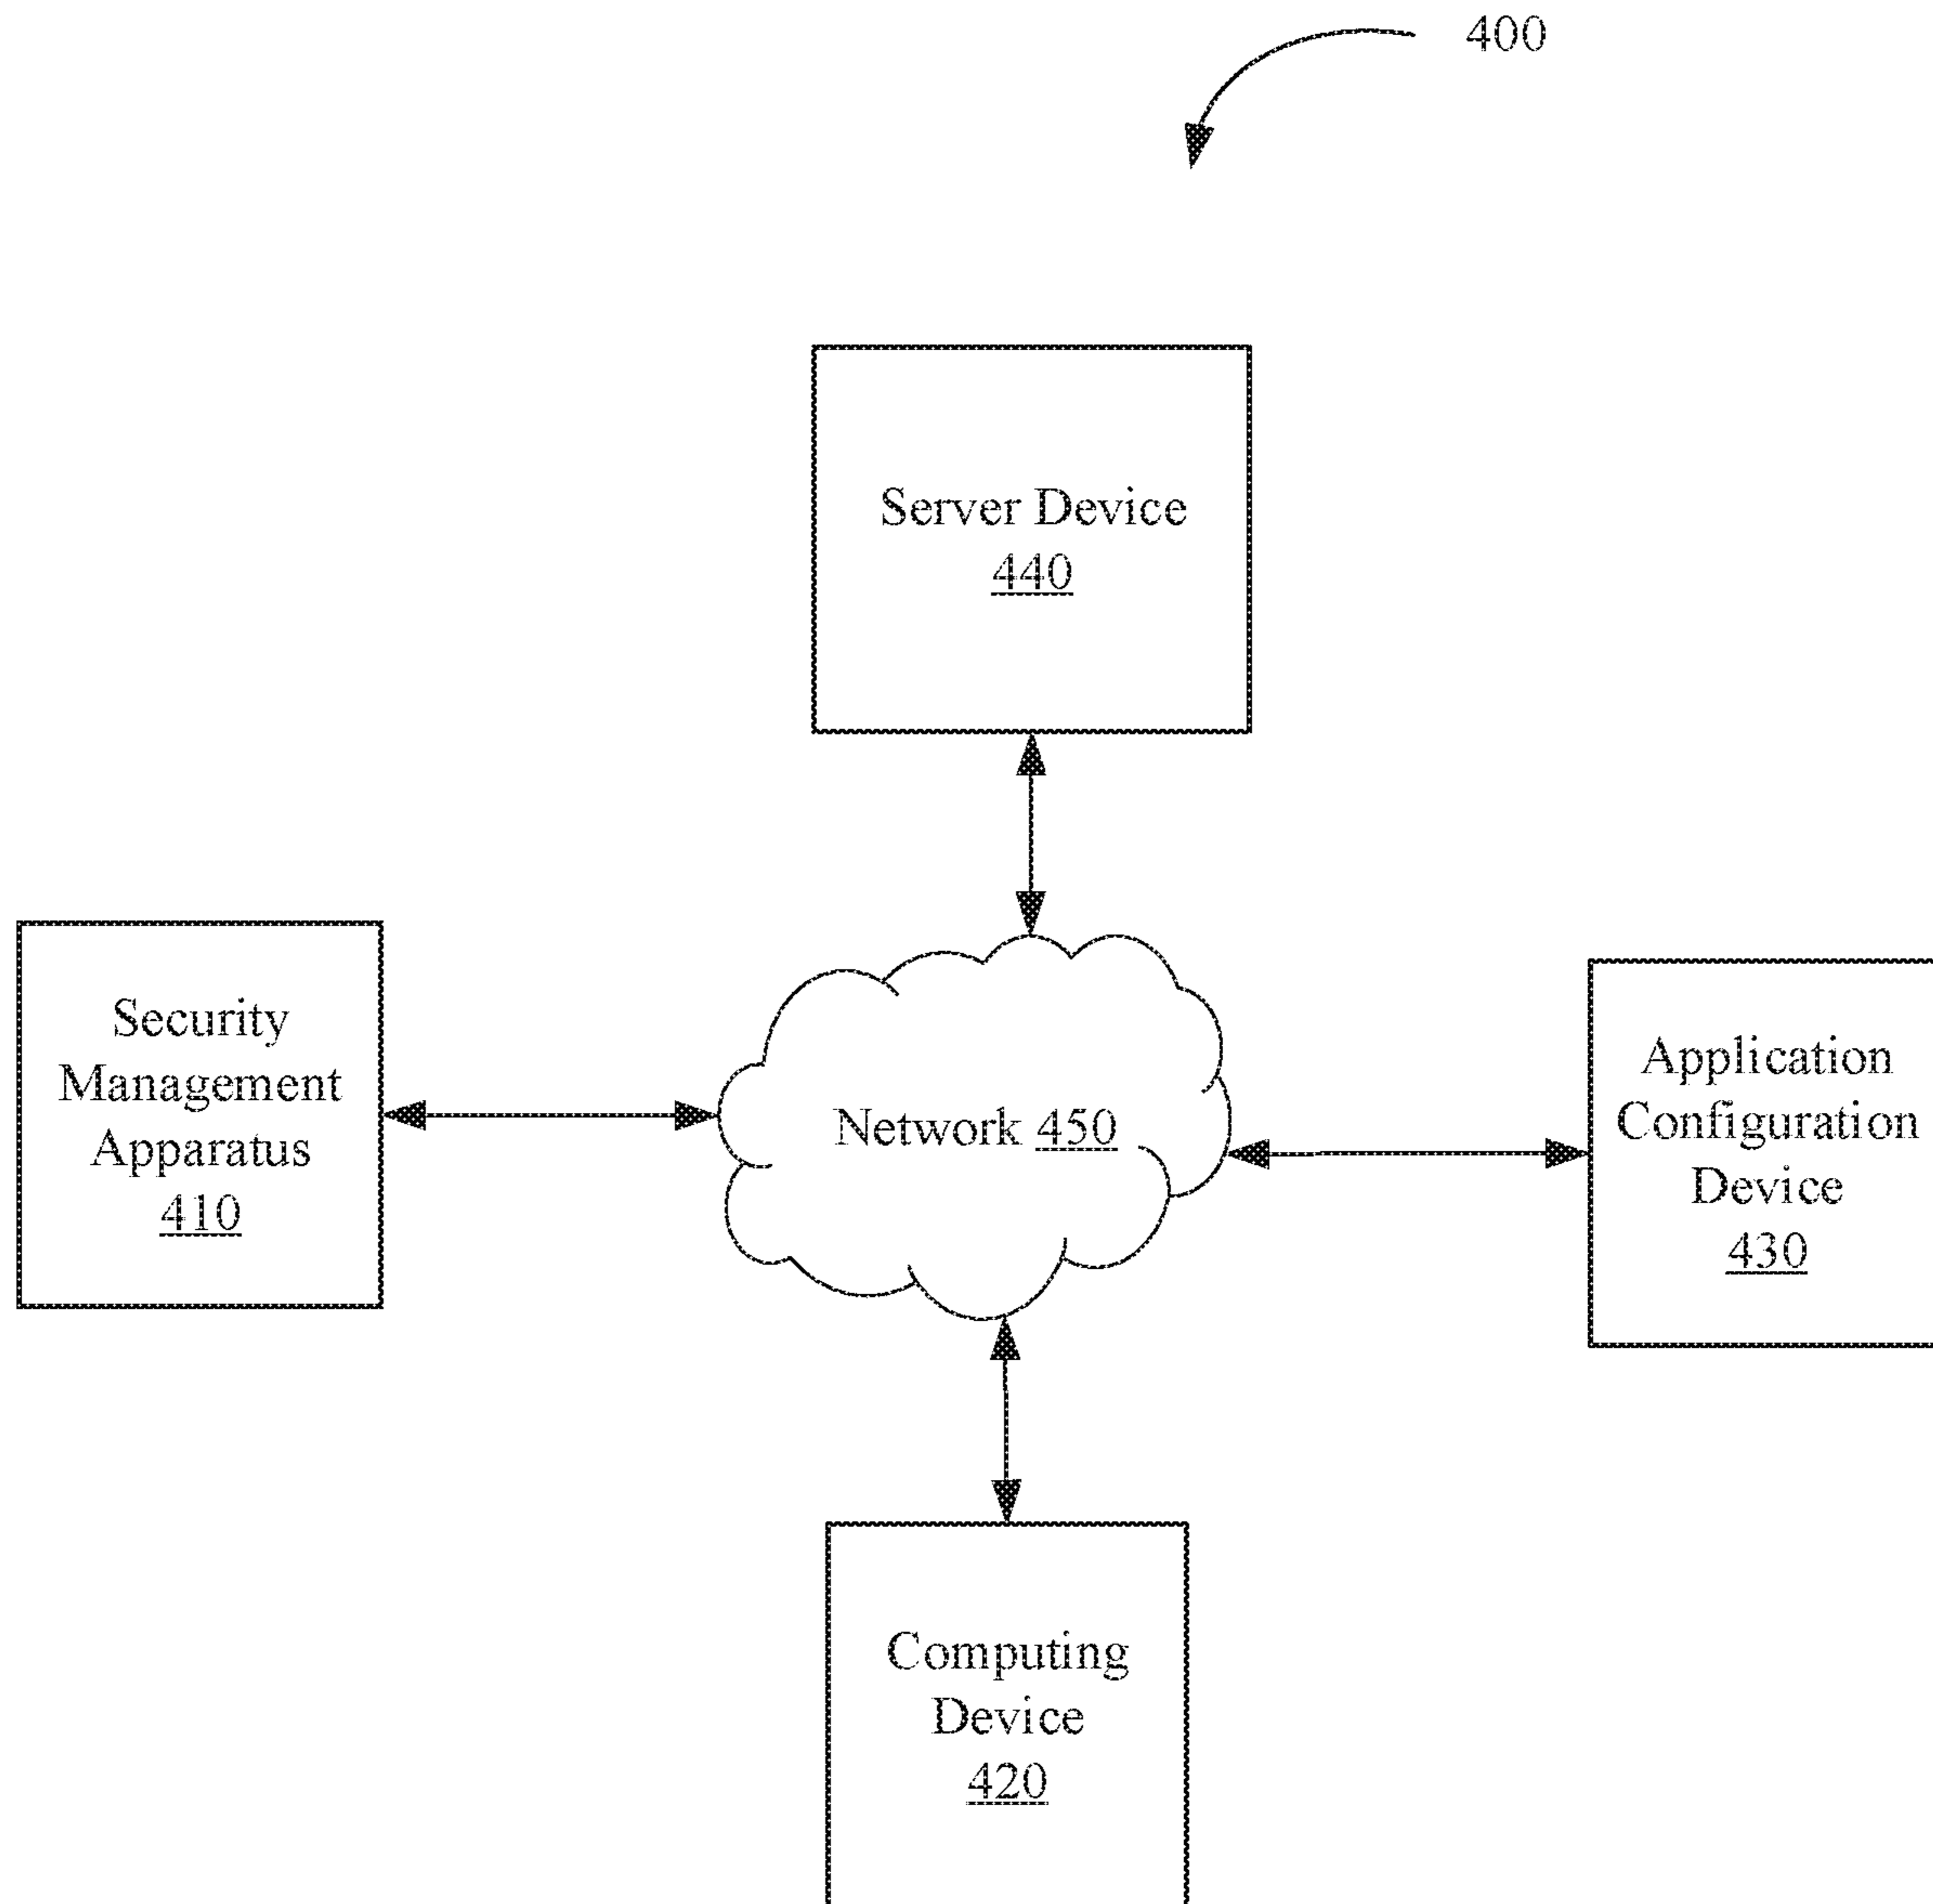 400
Server Device
440
Security
Management
Apparatus
410
Network 450
Application
Configuration
Device
430
Computing
Device
420